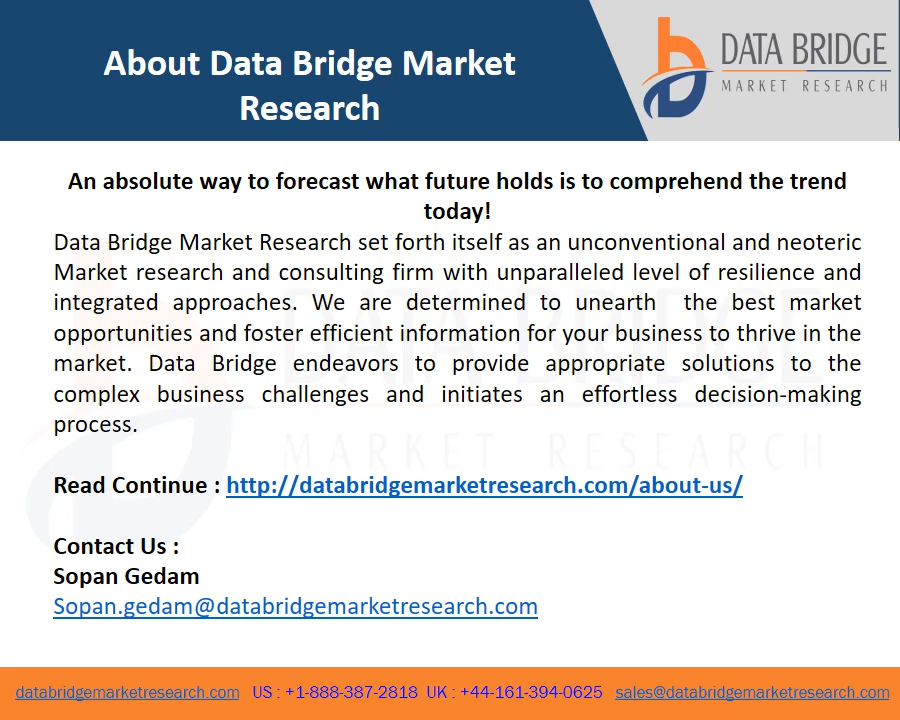 About Data Bridge Market
Research
DATA BRIDGE
MARKET RESEARCH
An absolute way to forecast what future holds is to comprehend the trend
today!
Data Bridge Market Research set forth itself as an unconventional and neoteric
Market research and consulting firm with unparalleled level of resilience and
integrated approaches. We are determined to unearth the best market
opportunities and foster efficient information for your business to thrive in the
market. Data Bridge endeavors to provide appropriate solutions to the
complex business challenges and initiates an effortless decision-making
process.
DATA BRIDGE
MARKET RESEARCH
Read Continue : http://databridgemarketresearch.com/about-us/
Contact Us :
Sopan Gedam
Sopan.gedam@databridgemarketresearch.com
databridgemarketresearch.com US : +1-888-387-2818 UK : +44-161-394-0625 sales@databridgemarketresearch.com